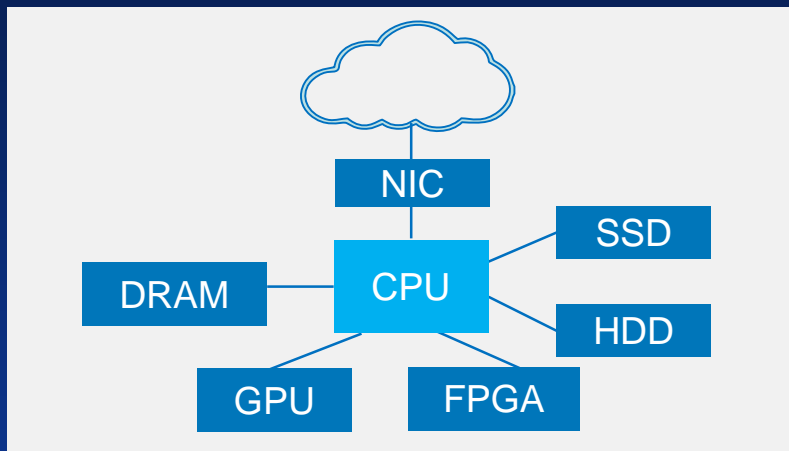 NIC
SSD
CPU
DRAM
HDD
GPU
FPGA